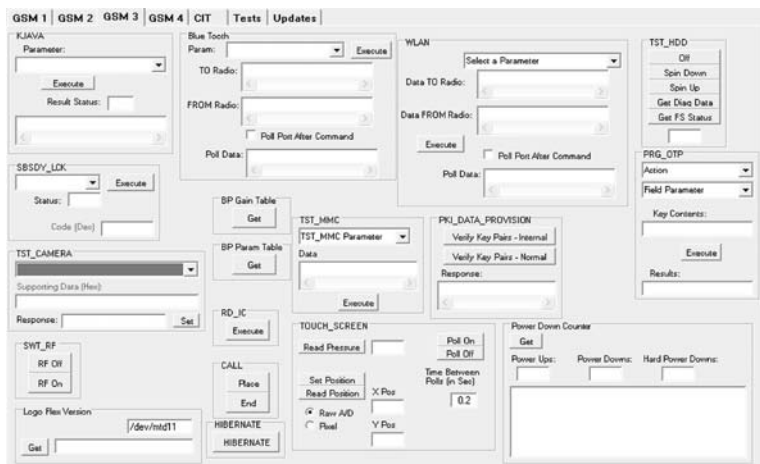 GSM 1 GSM 2 GSM 3 GSM 4 CIT Tests Updates
KJAVA
Parameter:
Execute
Result Status:
SBSDY_LCK
Execute
Status:
Code (Dec)
TST_CAMERA
Supporting Data (Hex)
Response:
Set
SWT_RF
RF Off
RF On
Logo Flex Version
/dev/mtd11
Get
Blue Tooth
Param:
Execute
TO Radio:
FROM Radio:
Poll Port After Command
Poll Data:
BP Gain Table
Get
BP Param Table
Get
RD_IC
Execute
CALL
Place
End
HIBERNATE
HIBERNATE
TST_MMC
TST_MMC Parameter
Data
Execute
PKI_DATA_PROVISION
Verify Key Pairs - Internal
Verify Key Pairs - Normal
Response:
TOUCH_SCREEN
Read Pressure
Poll On
Poll Off
Set Position
Read Position
X Pos
Time Between
Polls (in Sec)
0.2
Raw A/D
Pixel
Y Pos
WLAN
Select a Parameter
Data TO Radio:
Data FROM Radio:
Execute
Poll Port After Command
Poll Data:
TST_HDD
Off
Spin Down
Spin Up
Get Diag Data
Get FS Status
PRG_OTP
Action
Field Parameter
Key Contents:
Execute
Results:
Power Down Counter
Get
Power Ups:
Power Downs:
Hard Power Downs: